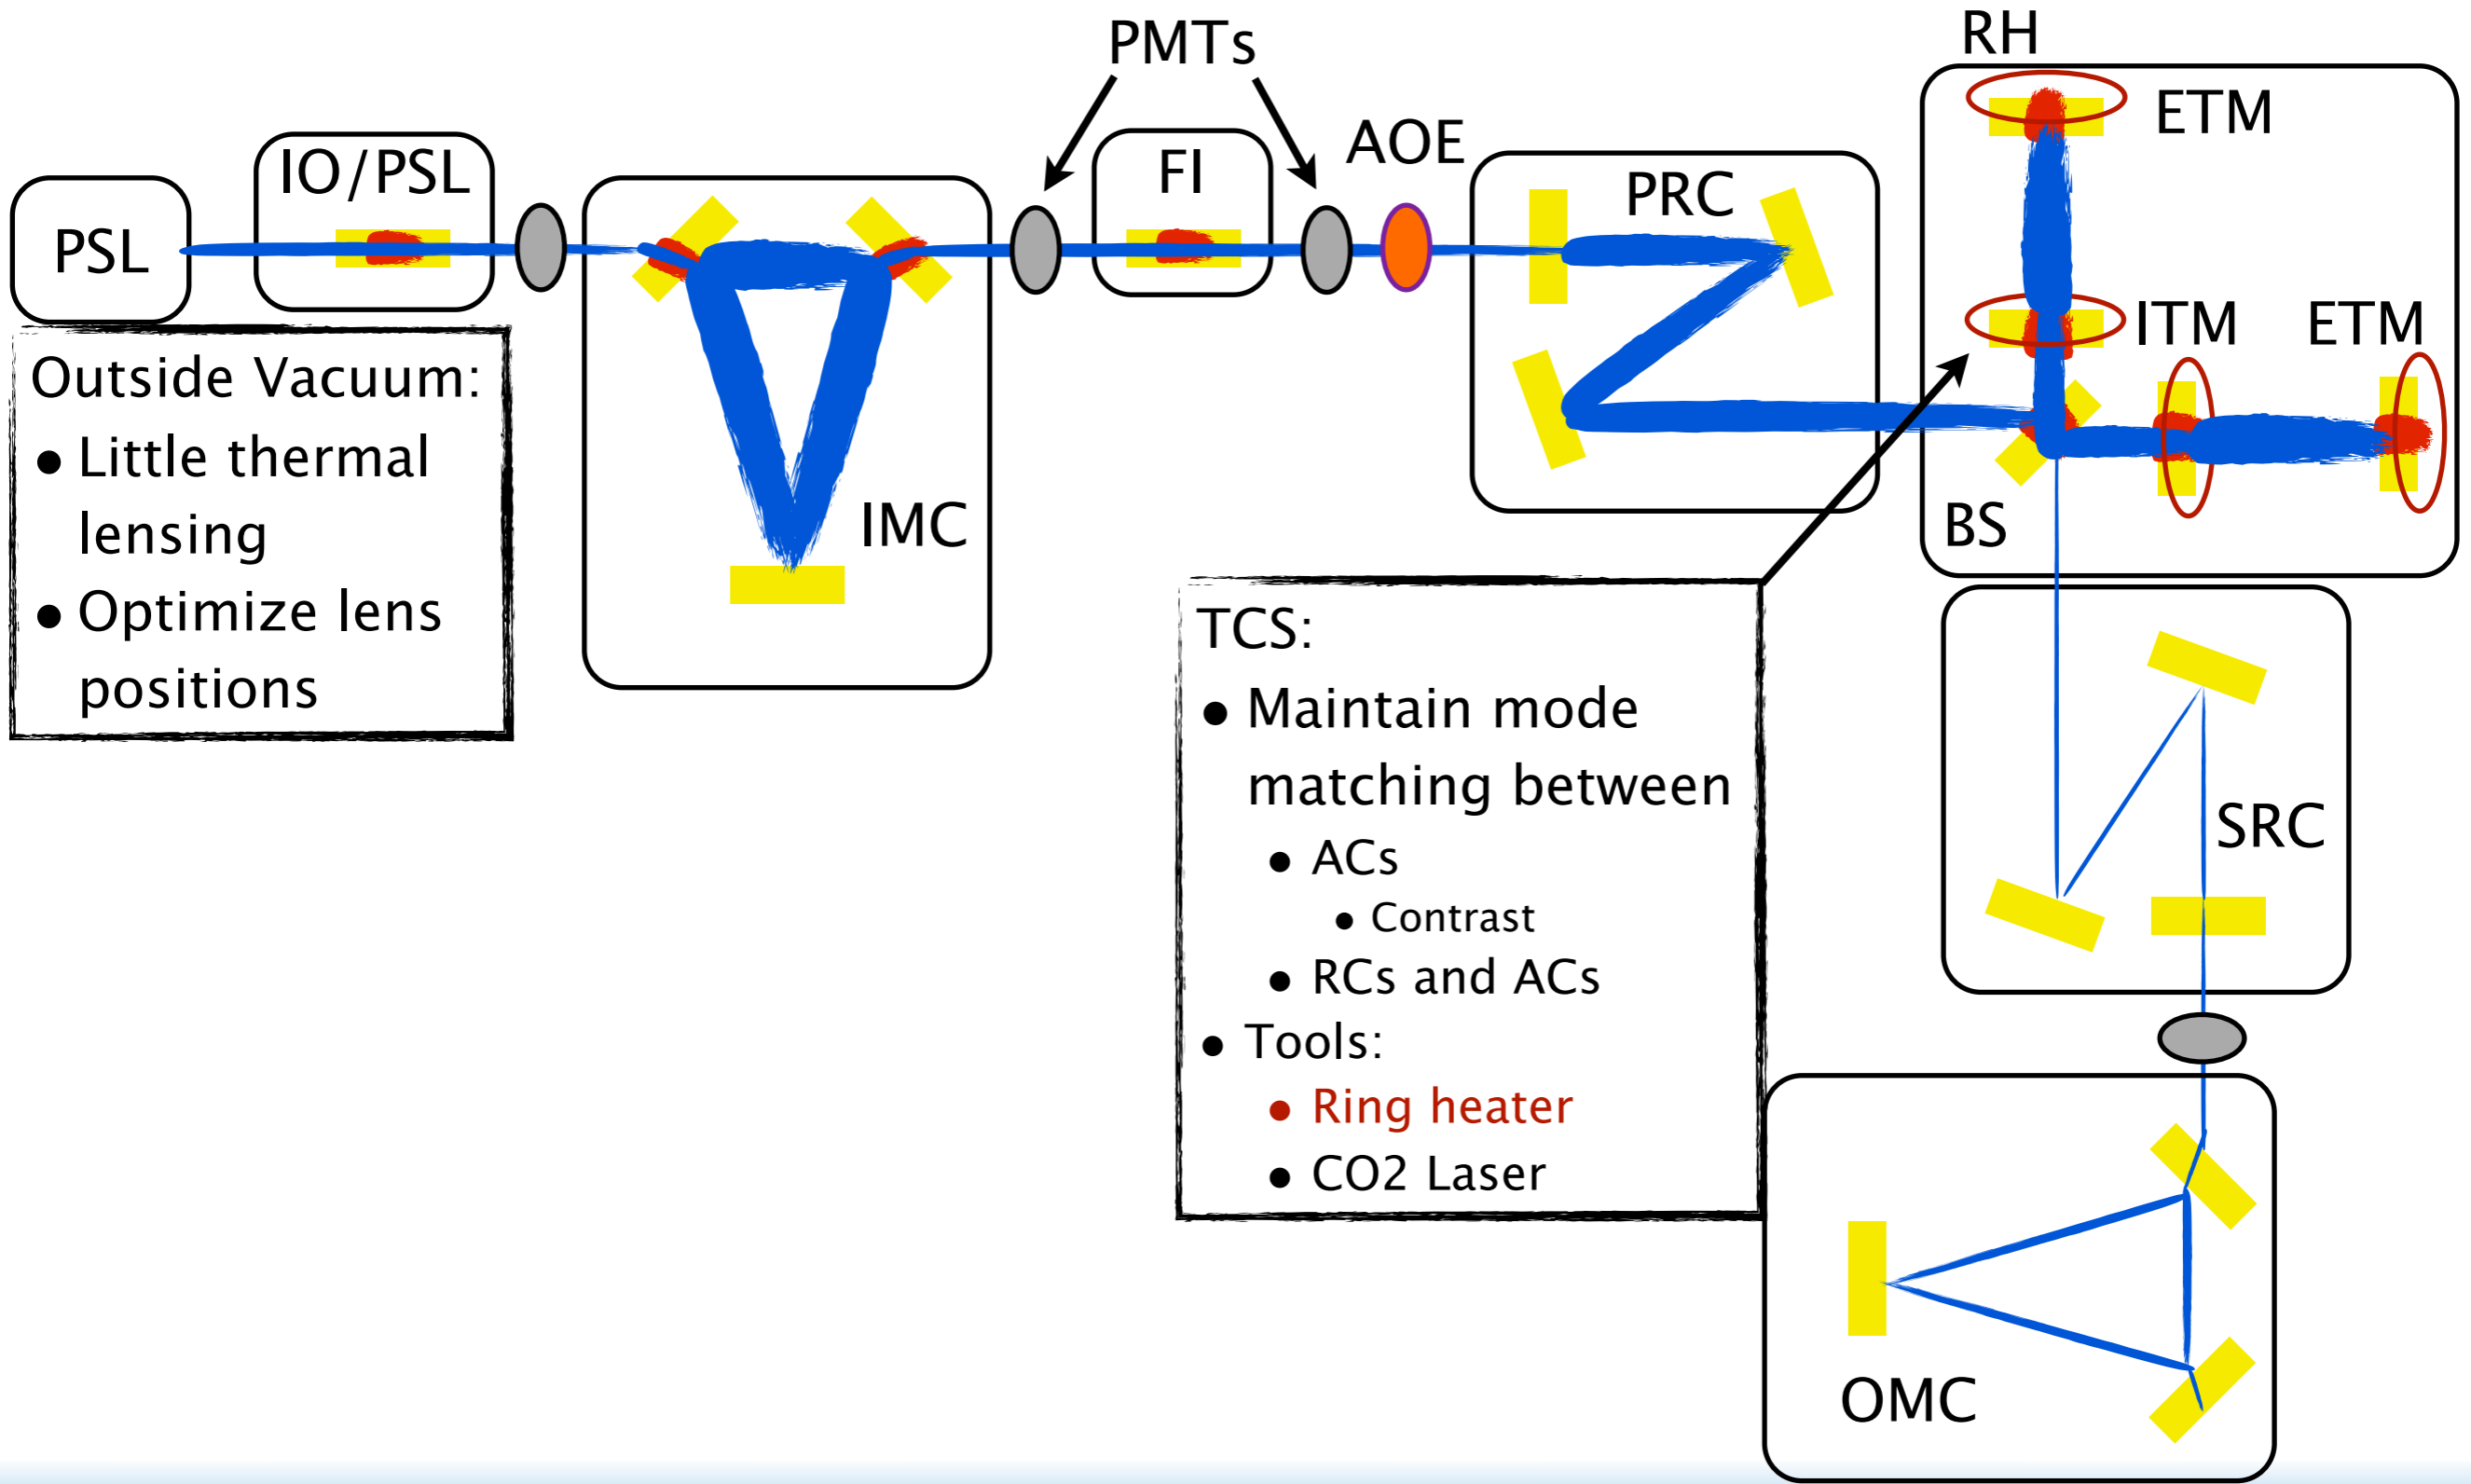 PMTs
RH
ETM
AOE
IO/PSL
FI
PRC
PSL
ITM
ETM
Outside Vacuum:
• Little thermal
lensing
• Optimize lens
positions
IMC
BS
TCS:
• Maintain mode
matching between
• ACs
• Contrast
• RCs and ACs
• Tools:
• Ring heater
• CO2 Laser
SRC
OMC